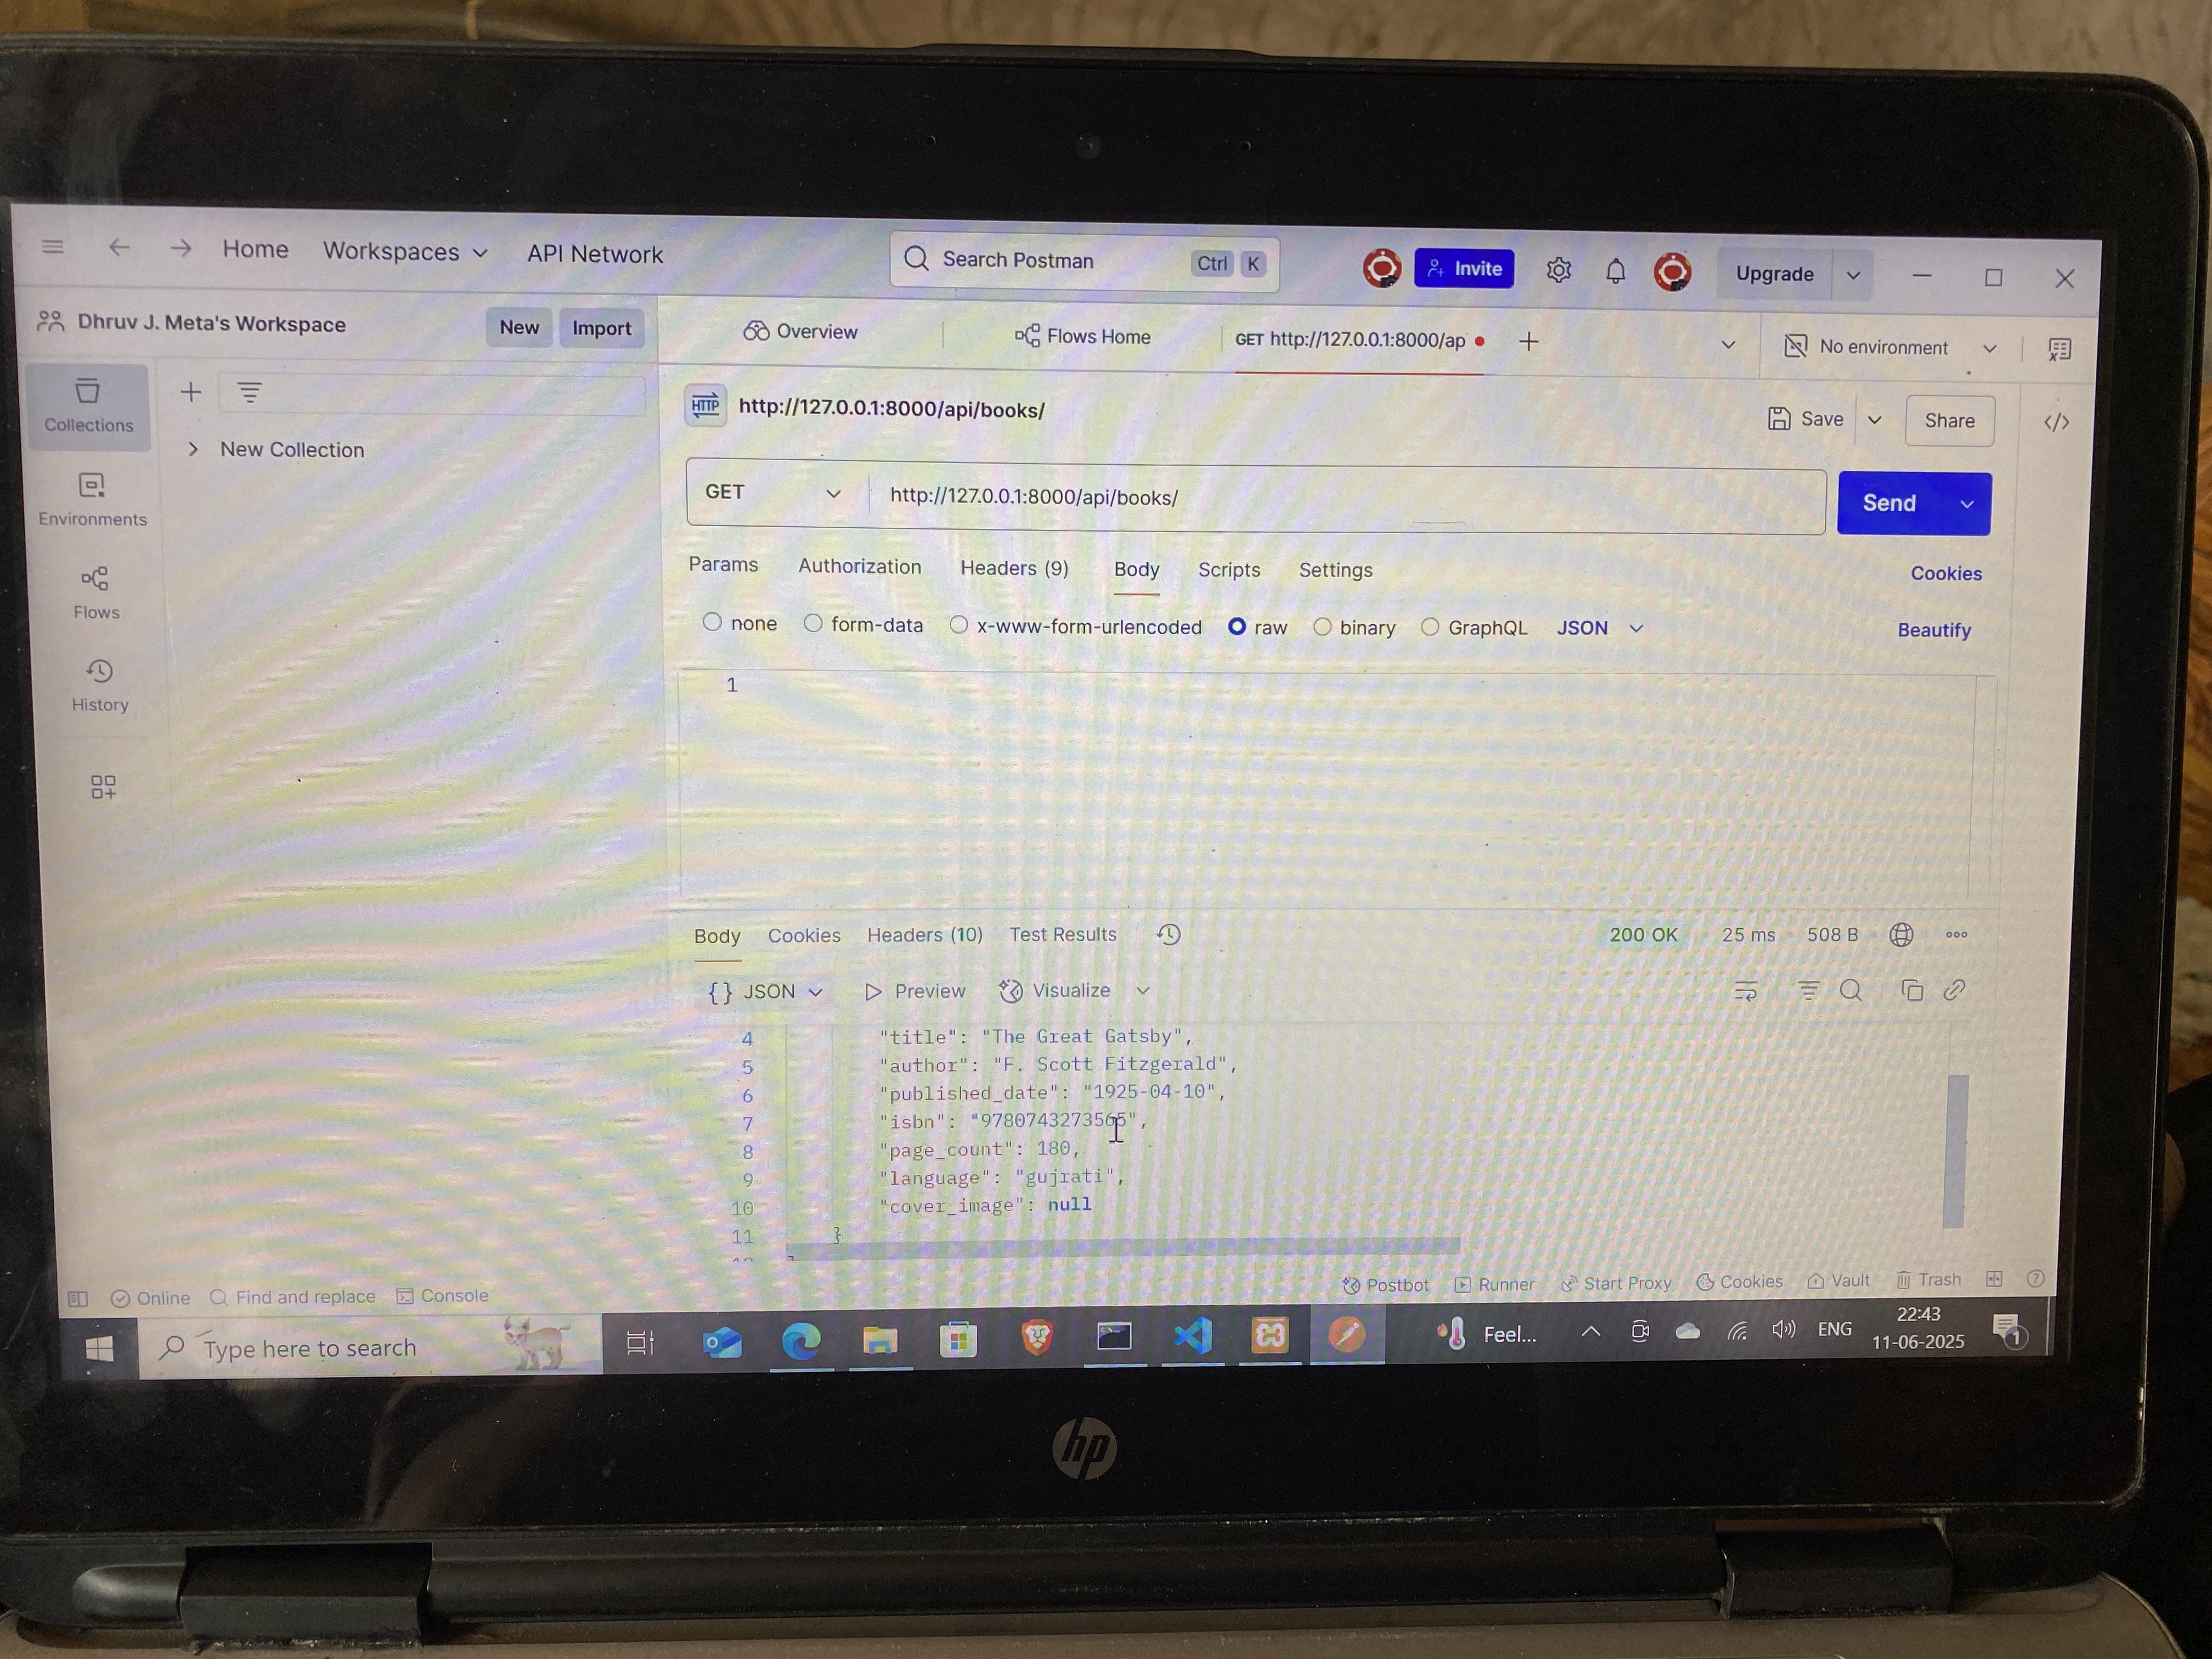 Home Workspaces API Network Search Postman Ctrl K Invite Upgrade
Dhruv J. Meta's Workspace New Import Overview Flows Home GET http://127.0.0.1:8000/ap No environment
Collections
New Collection
Environments
Flows
History
HTTP http://127.0.0.1:8000/api/books/ Save Share
GET http://127.0.0.1:8000/api/books/ Send
Params Authorization Headers (9) Body Scripts Settings Cookies
none form-data x-www-form-urlencoded raw binary GraphQL JSON Beautify
1
Body Cookies Headers (10) Test Results 200 OK 25 ms 508 B
{} JSON Preview Visualize
4 "title": "The Great Gatsby",
5 "author": "F. Scott Fitzgerald",
6 "published_date": "1925-04-10",
7 "isbn": "9780743273565",
8 "page_count": 180,
9 "language": "gujrati",
10 "cover_image": null
11 }
Online Find and replace Console Postbot Runner Start Proxy Cookies Vault Trash
Type here to search Feel... ENG 22:43
11-06-2025
1
hp